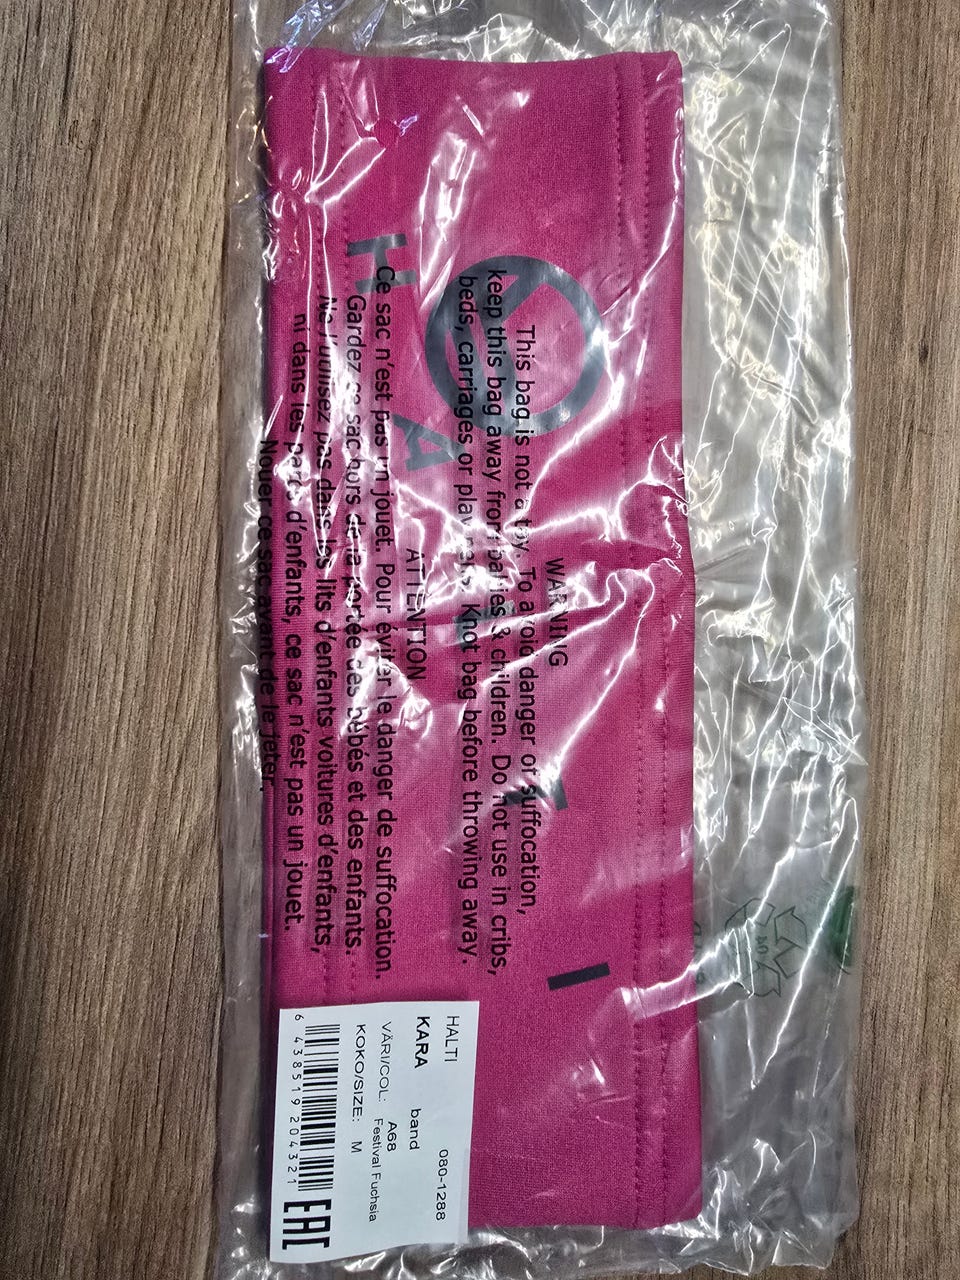 HALTI
WARNING
This bag is not a toy. To avoid danger of suffocation,
keep this bag away from babies & children. Do not use in cribs,
beds, carriages or play pens. Knot bag before throwing away.
ATTENTION
Ce sac n'est pas un jouet. Pour éviter le danger de suffocation.
Gardez ce sac hors de la portée des bébés et des enfants.
Ne l'utilisez pas dans les lits d'enfants voitures d'enfants,
ni dans les parcs d'enfants, ce sac n'est pas un jouet.
Nouer ce sac avant de le jeter.
04
HALTI 080-1288
KARA band
VÄRI/COL: A68
Festival Fuchsia
KOKO/SIZE: M
6 438519 204321
EAC